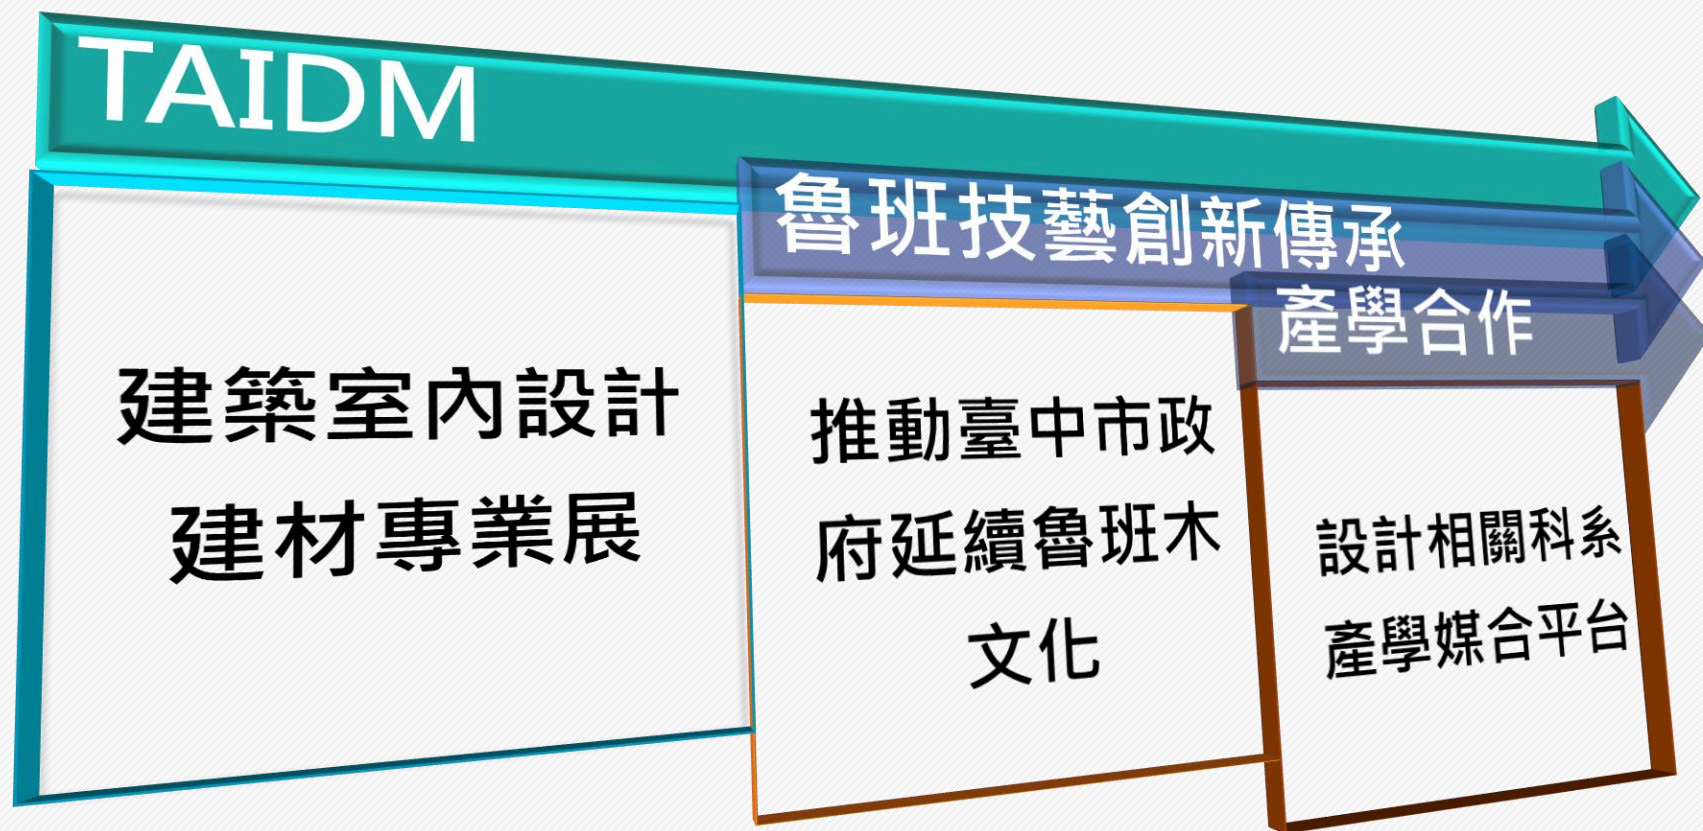 TAIDM
建築室內設計
建材專業展
魯班技藝創新傳承
推動臺中市政
府延續魯班木
文化
產學合作
設計相關科系
產學媒合平台